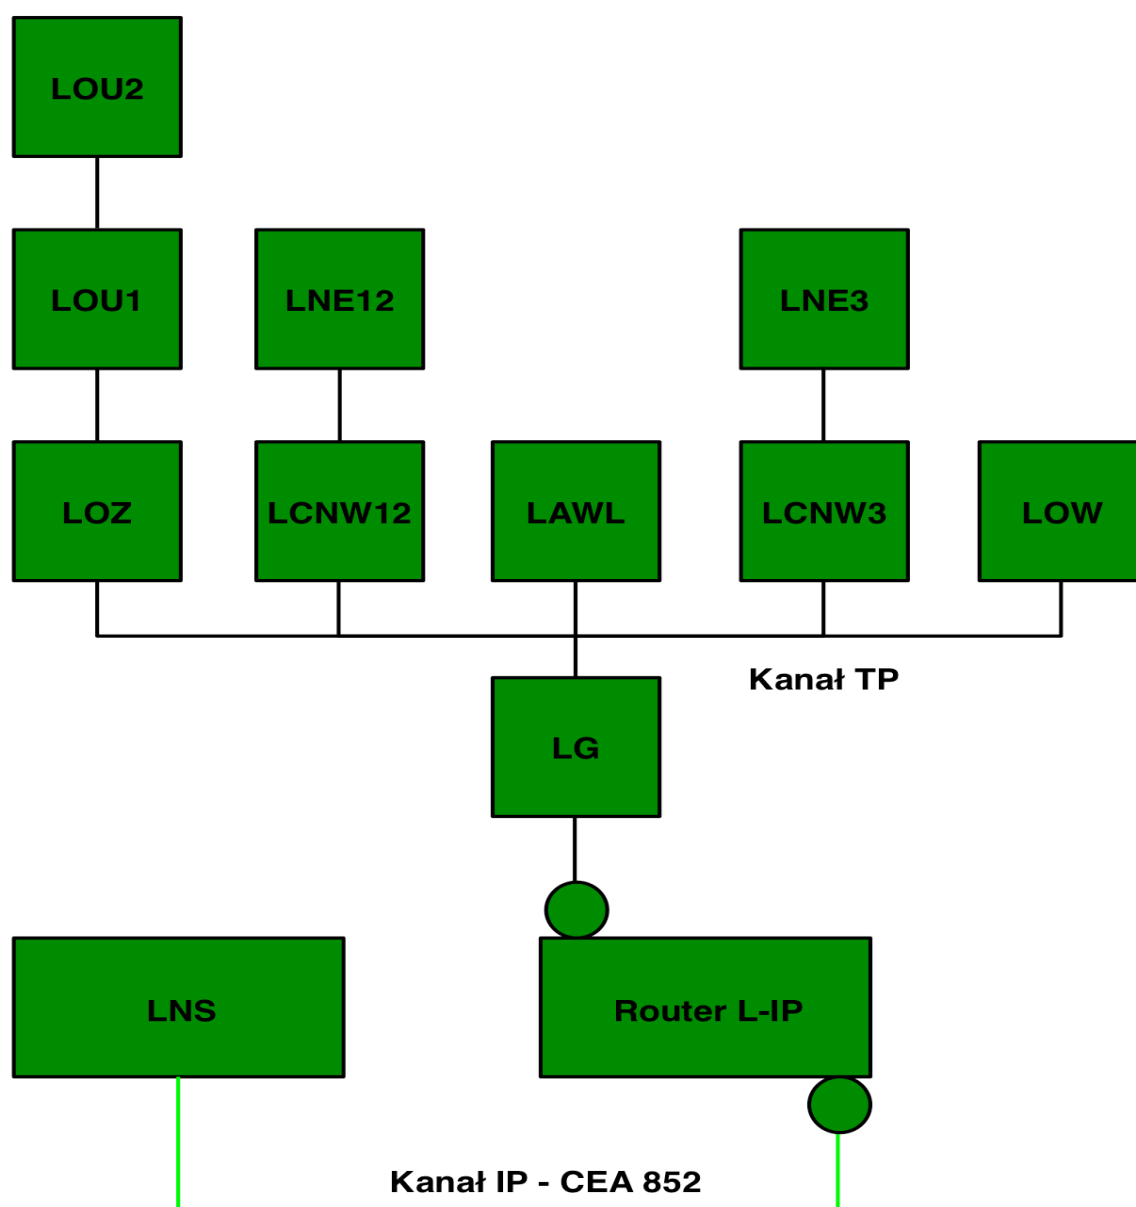 LOU2
LOU1
LNE12
LNE3
LOZ
LCNW12
LAWL
LCNW3
LOW
Kanał TP
LG
LNS
Router L-IP
Kanał IP - CEA 852